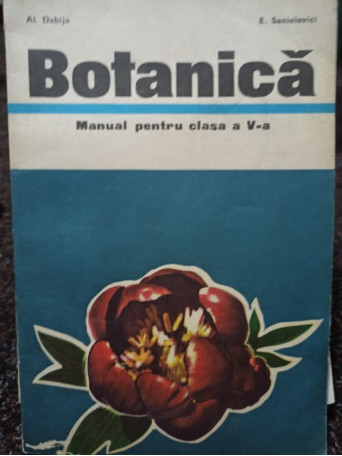 Al. Dabija E. Sanielevici
Botanică
Manual pentru clasa a V-a